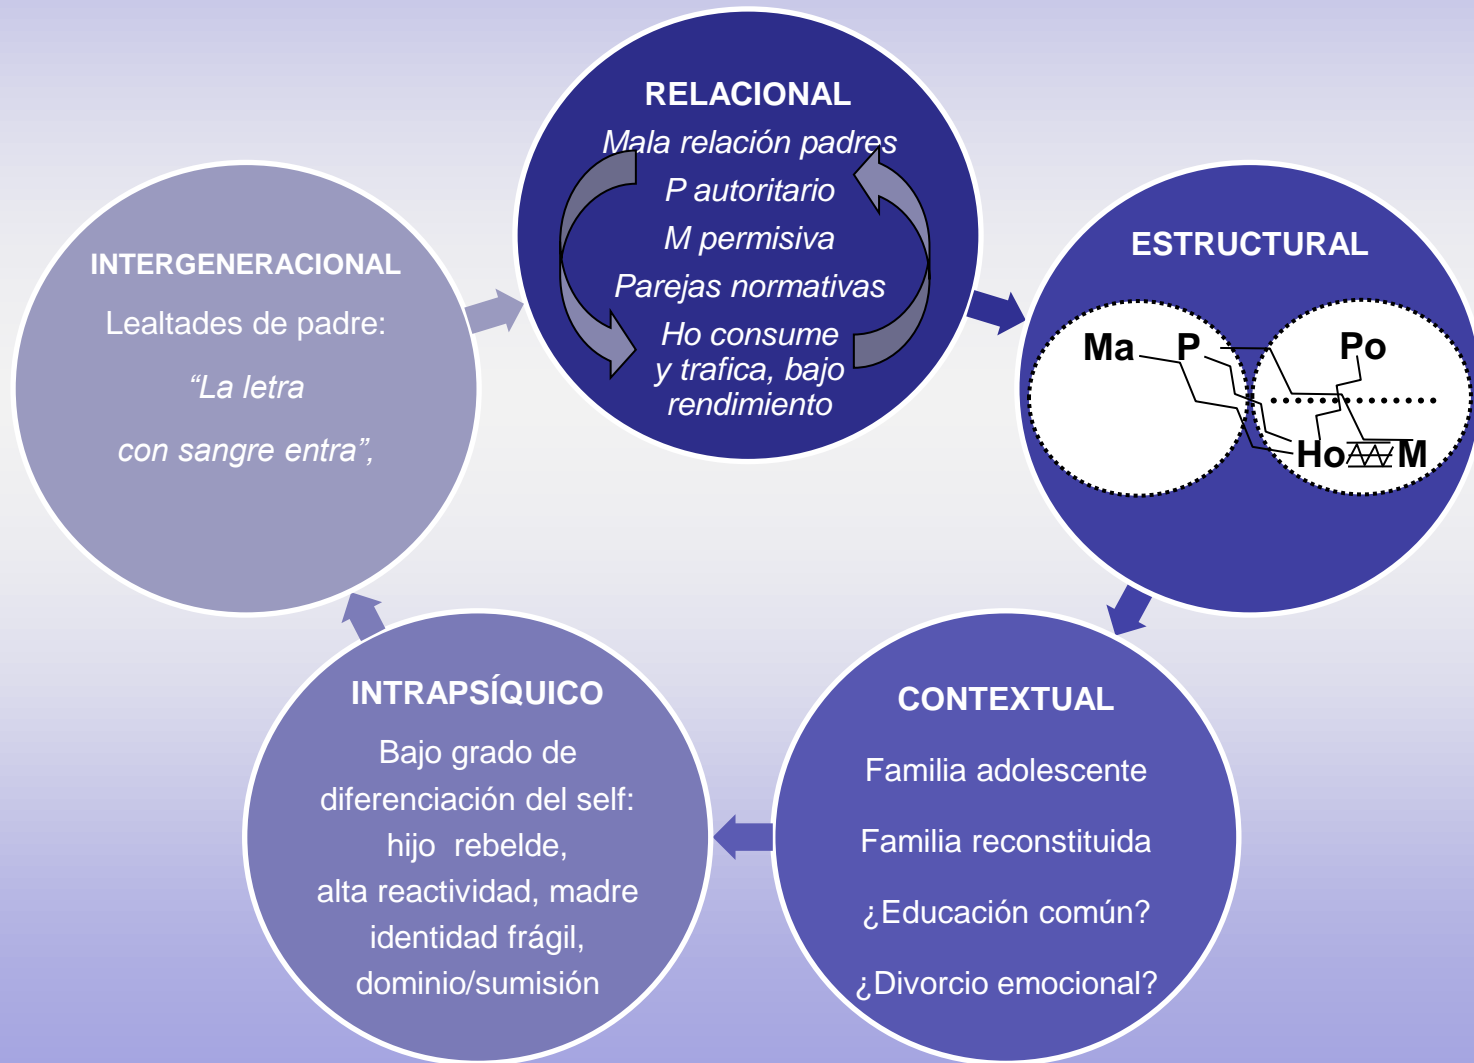 RELACIONAL
Mala relación padres
P autoritario
M permisiva
Parejas normativas
Ho consume
y trafica, bajo
rendimiento
ESTRUCTURAL
Ma P Po
Ho M
CONTEXTUAL
Familia adolescente
Familia reconstituida
¿Educación común?
¿Divorcio emocional?
INTRAPSÍQUICO
Bajo grado de
diferenciación del self:
hijo rebelde,
alta reactividad, madre
identidad frágil,
dominio/sumisión
INTERGENERACIONAL
Lealtades de padre:
“La letra
con sangre entra”,